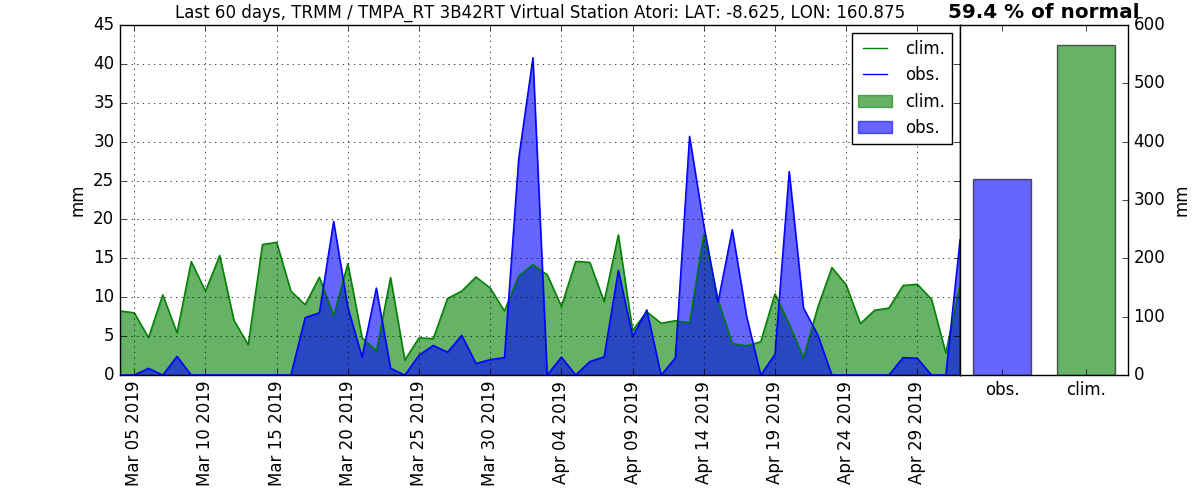 Last 60 days, TRMM / TMPA_RT 3B42RT Virtual Station Atori: LAT: -8.625, LON: 160.875
59.4 % of normal
45
40
35
30
25
20
15
10
5
0
mm
clim.
obs.
clim.
obs.
Mar 05 2019
Mar 10 2019
Mar 15 2019
Mar 20 2019
Mar 25 2019
Mar 30 2019
Apr 04 2019
Apr 09 2019
Apr 14 2019
Apr 19 2019
Apr 24 2019
Apr 29 2019
600
500
400
300
200
100
0
mm
obs.
clim.